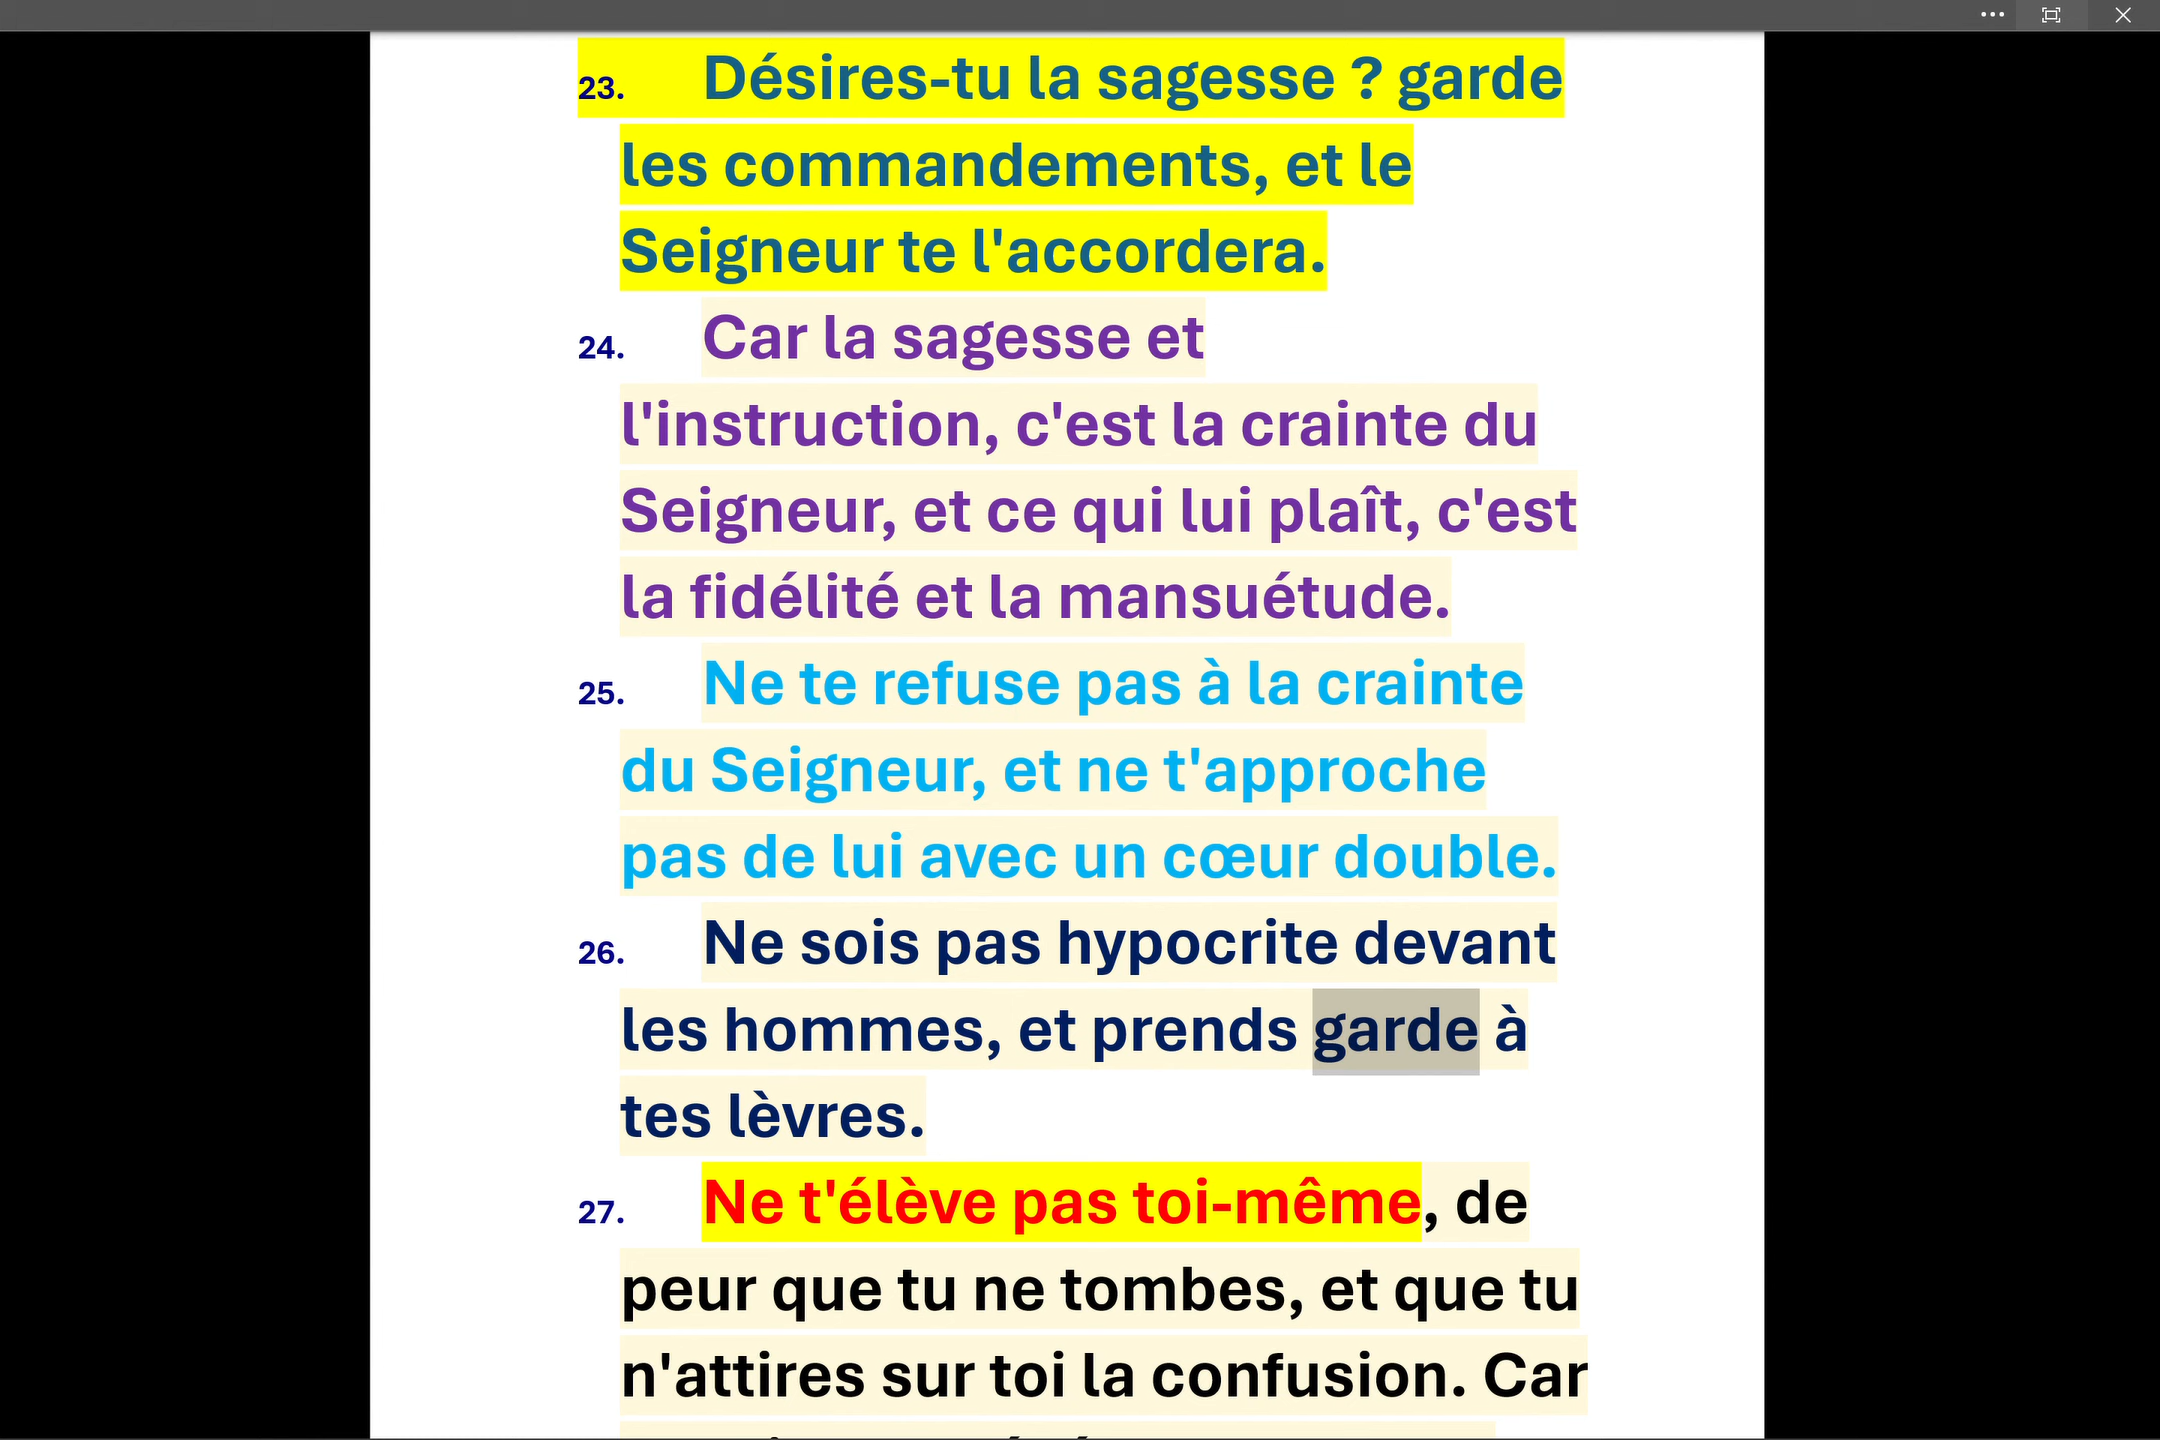 23. Désires-tu la sagesse ? garde
les commandements, et le
Seigneur te l'accordera.
24. Car la sagesse et
l'instruction, c'est la crainte du
Seigneur, et ce qui lui plaît, c'est
la fidélité et la mansuétude.
25. Ne te refuse pas à la crainte
du Seigneur, et ne t'approche
pas de lui avec un cœur double.
26. Ne sois pas hypocrite devant
les hommes, et prends garde à
tes lèvres.
27. Ne t'élève pas toi-même, de
peur que tu ne tombes, et que tu
n'attires sur toi la confusion. Car